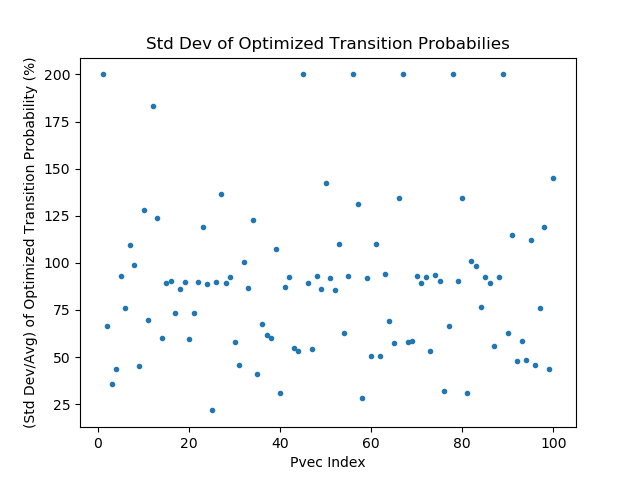 Std Dev of Optimized Transition Probabilies
(Std Dev/Avg) of Optimized Transition Probability (%)
200
175
150
125
100
75
50
25
0 20 40 60 80 100
Pvec Index